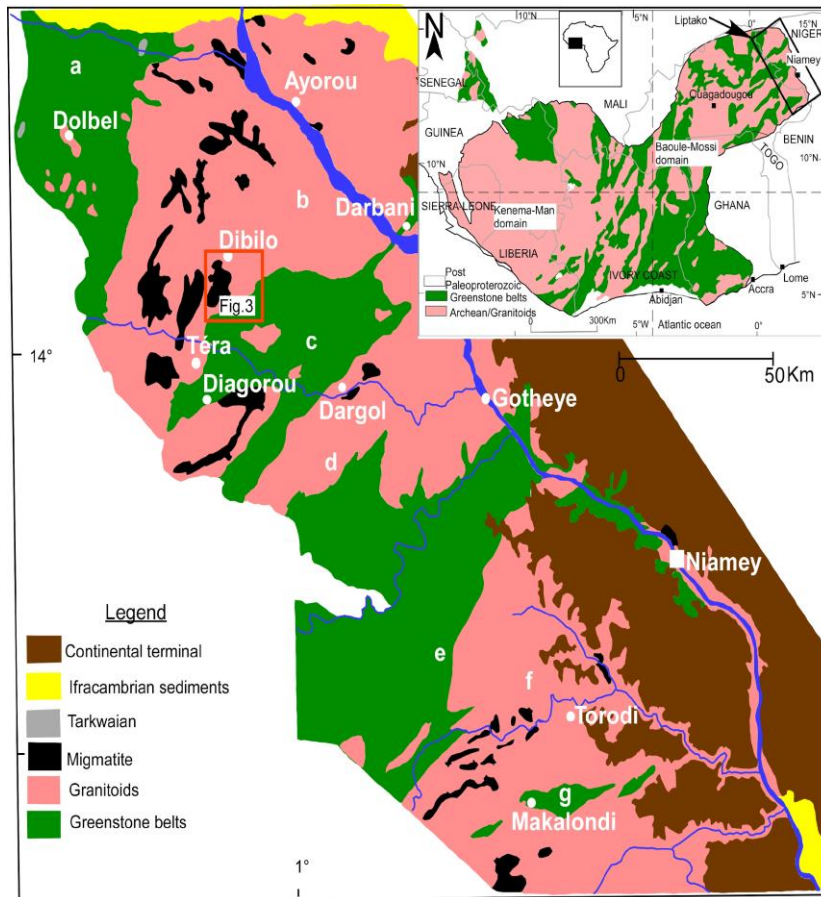 a
Dolbel
Ayorou
b
Darbani
Dibilo
Fig.3
c
Téra
Diagorou
Dargol
d
Gotheye
14°
Niamey
e
f
Torodi
g
Makalondi
1°
0
50Km
Legend
Continental terminal
Ifracambrian sediments
Tarkwaian
Migmatite
Granitoids
Greenstone belts
N
10°N
5°N
Liptako
15°N
NIGER
Niamey
SENEGAL
Ouagadougou
MALI
GUINEA
BENIN
Baoule-Mossi
domain
TOGO
10°N
10°N
SIERRA-LEONE
Kenema-Man
domain
GHANA
LIBERIA
IVORY COAST
Lome
Accra
Abidjan
5°N
Post
Paleoproterozoic
Greenstone belts
Archean/Granitoids
0
300Km
5°W
Atlantic ocean
0°